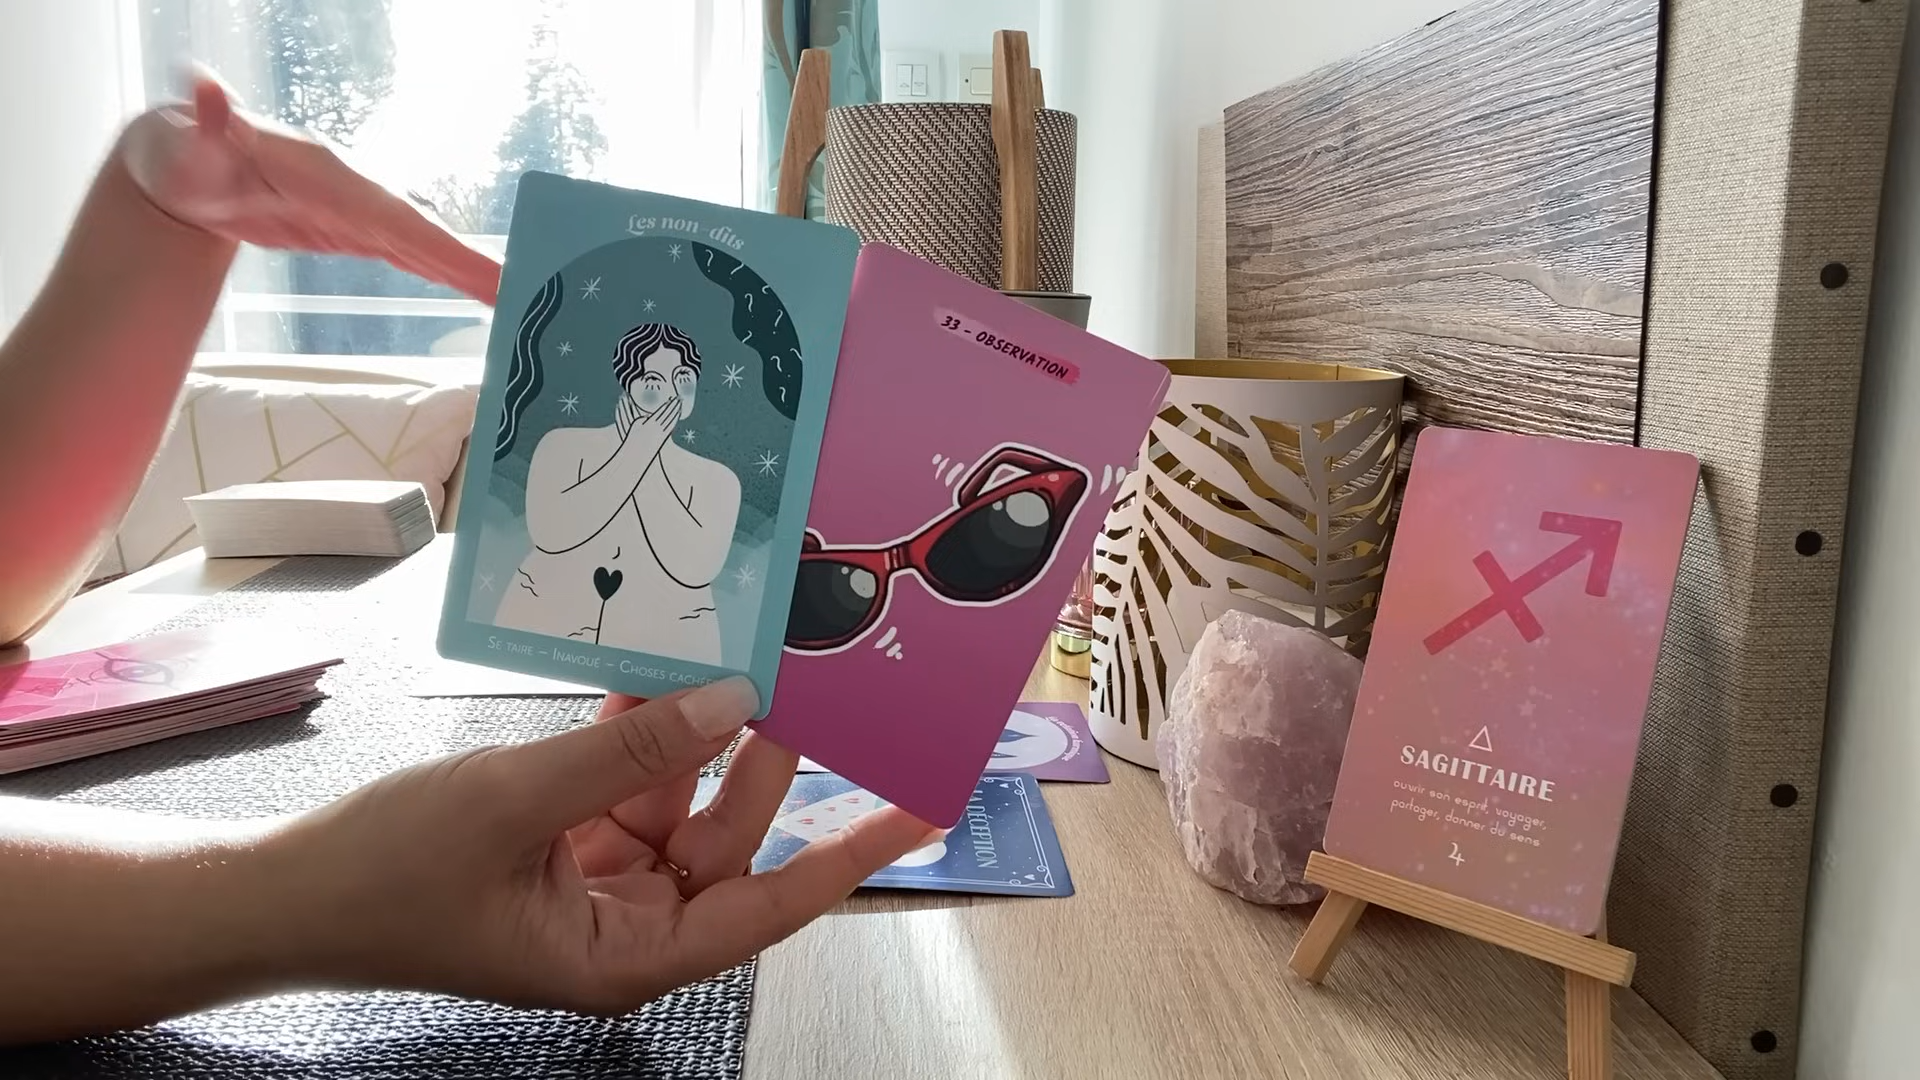 Les non-dits
SE TAIRE – INAVOUÉ – CHOSES CACHÉES
33 - OBSERVATION
LA DÉCEPTION
SAGITTAIRE
ouvrir son esprit, voyager,
partager, donner du sens